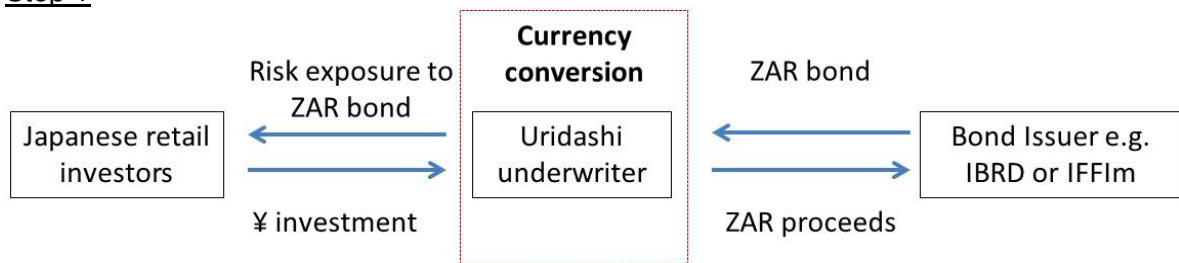 Currency
conversion
Risk exposure to
ZAR bond
ZAR bond
Japanese retail
investors
Uridashi
underwriter
Bond Issuer e.g.
IBRD or IFFIm
¥ investment
ZAR proceeds